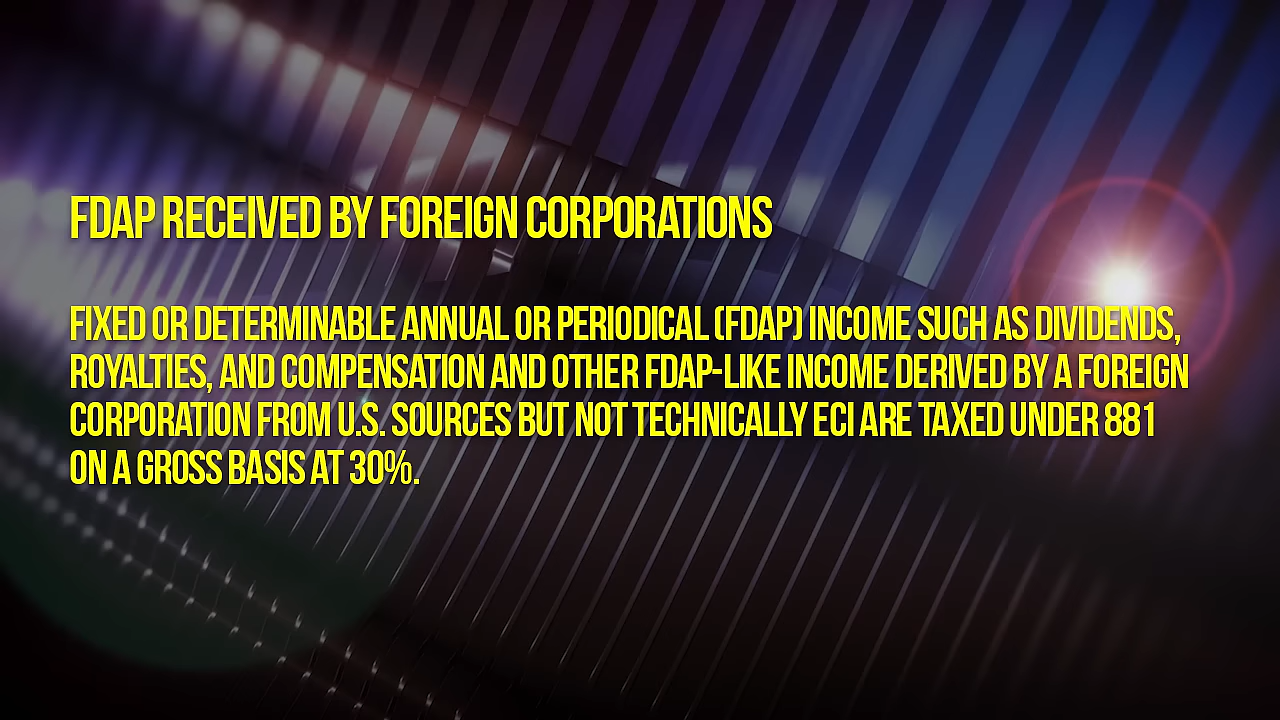 FDAP RECEIVED BY FOREIGN CORPORATIONS
FIXED OR DETERMINABLE ANNUAL OR PERIODICAL (FDAP) INCOME SUCH AS DIVIDENDS,
ROYALTIES, AND COMPENSATION AND OTHER FDAP-LIKE INCOME DERIVED BY A FOREIGN
CORPORATION FROM U.S. SOURCES BUT NOT TECHNICALLY ECI ARE TAXED UNDER 881
ON A GROSS BASIS AT 30%.